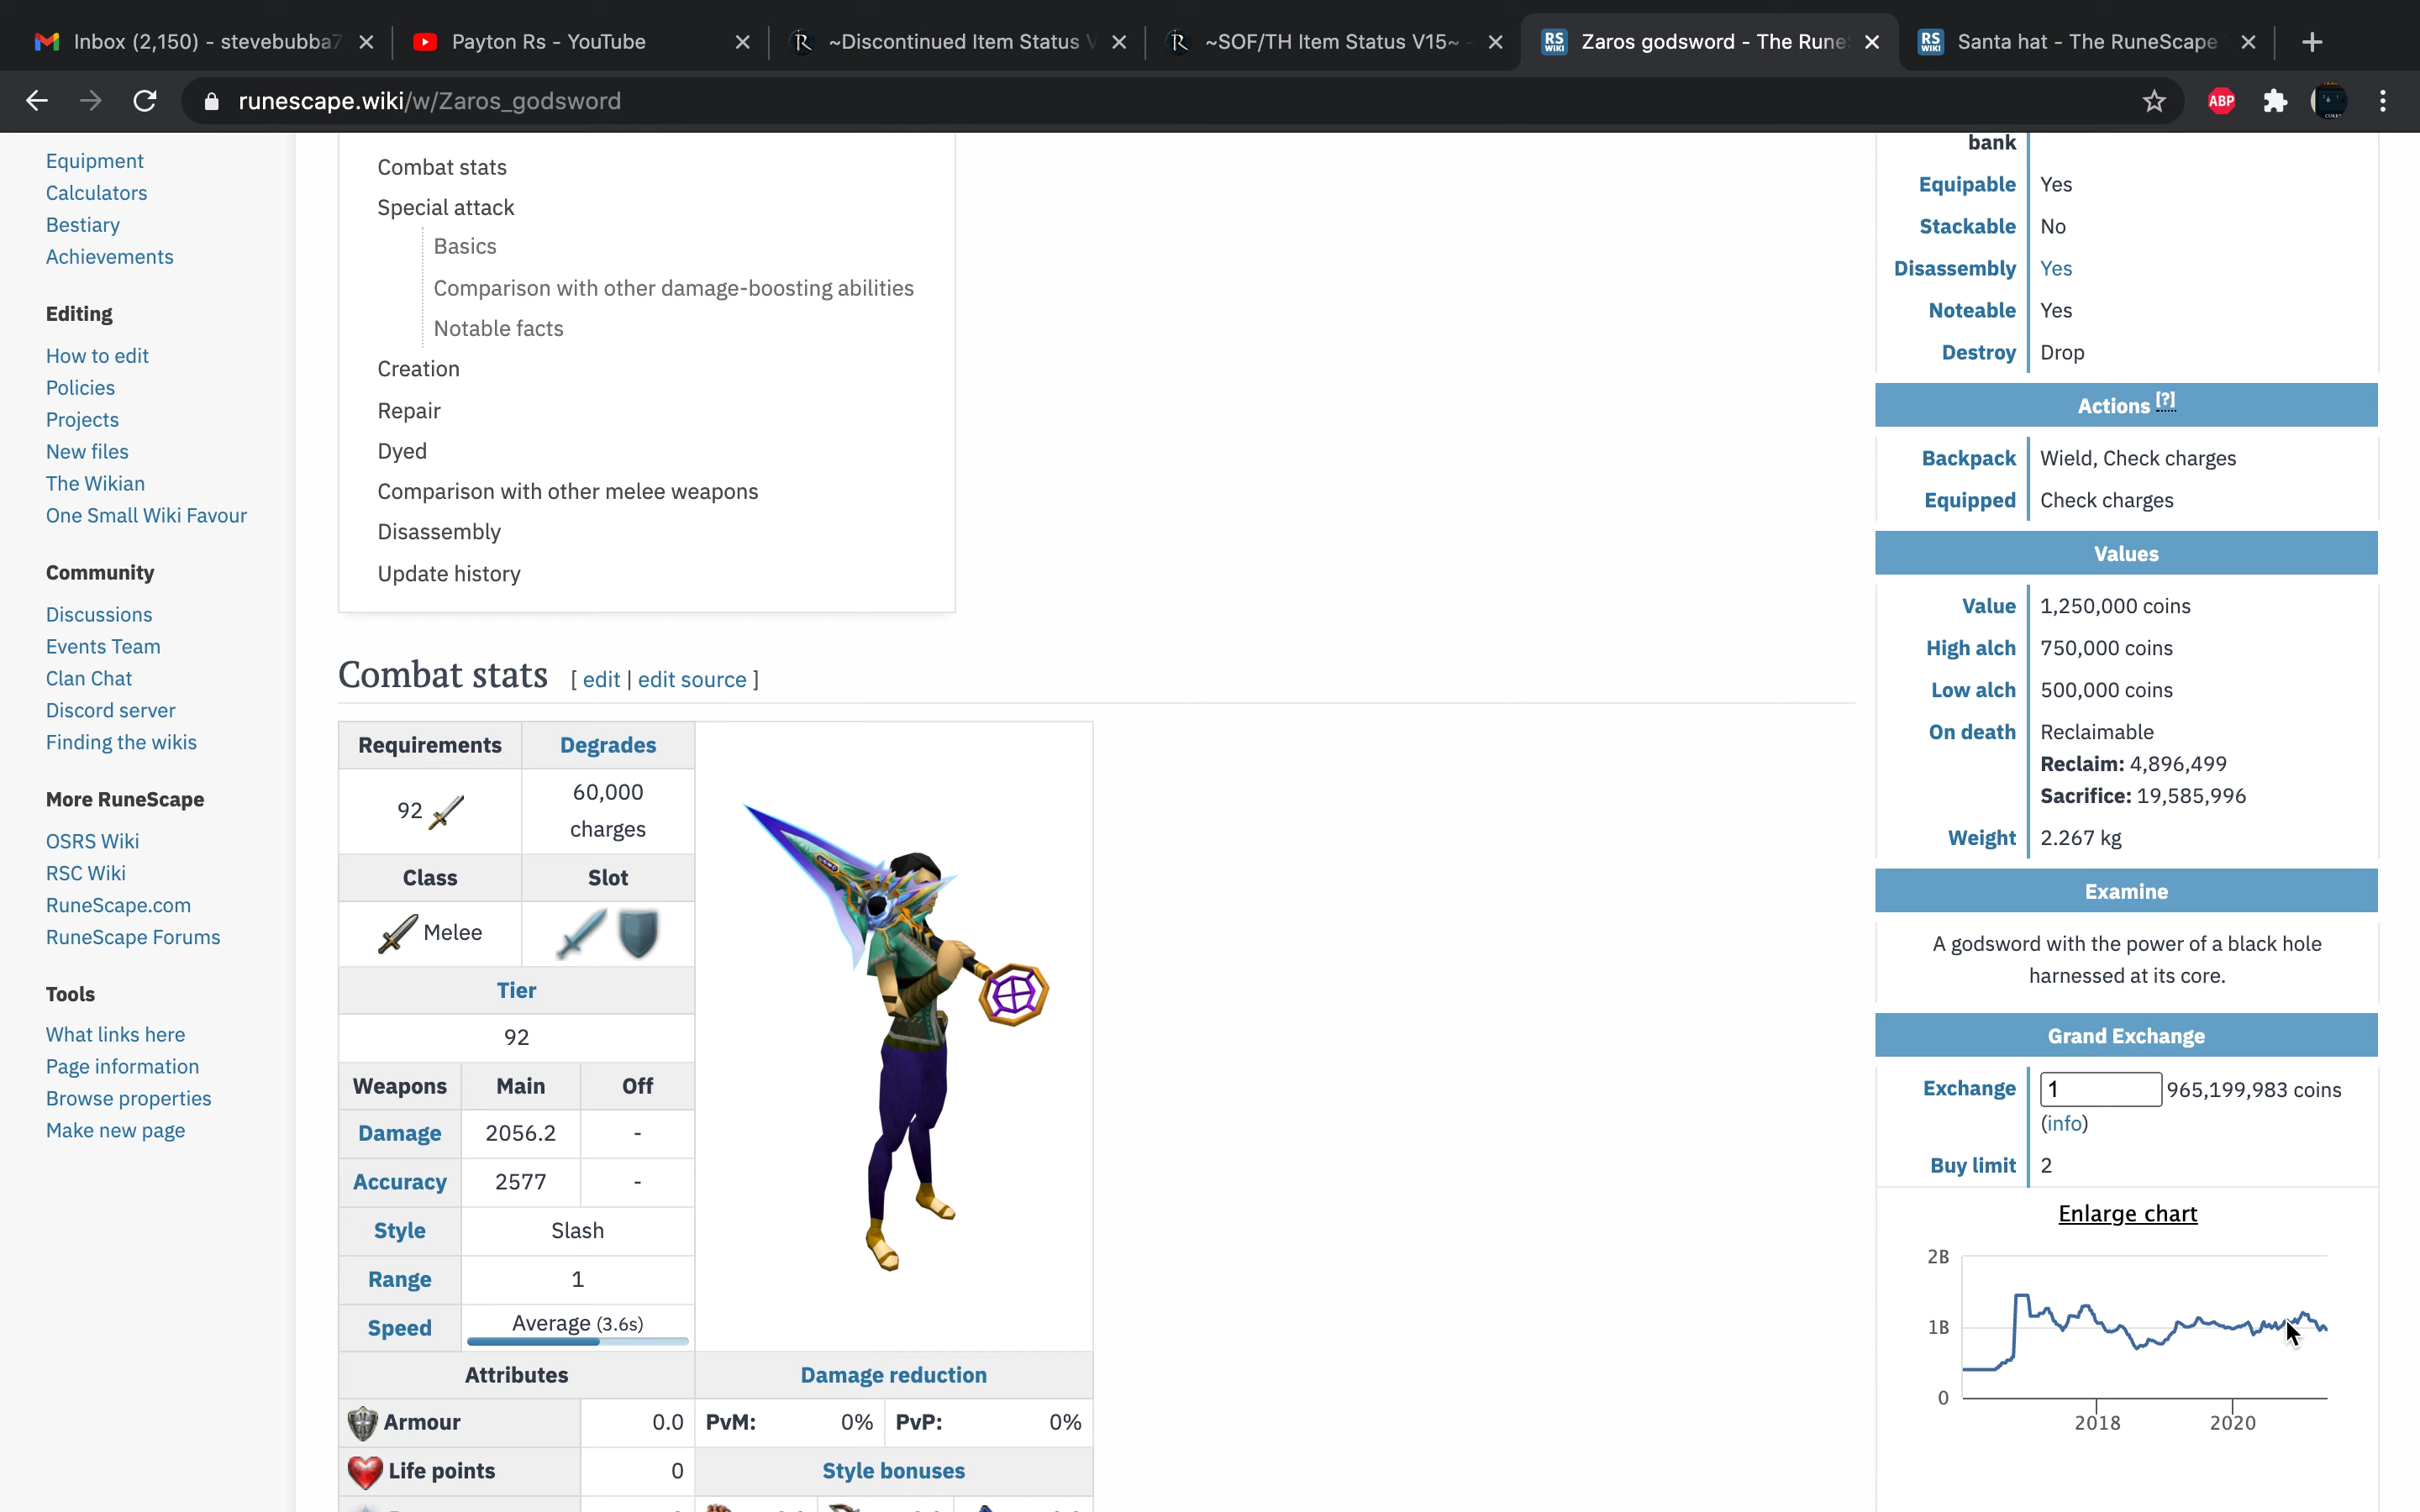 Inbox (2,150) - stevebubba7
Payton Rs - YouTube
~Discontinued Item Status V
~SOF/TH Item Status V15~ -
RS WIKI Zaros godsword - The RuneS
RS WIKI Santa hat - The RuneScape
runescape.wiki/w/Zaros_godsword
ABP
Equipment
Calculators
Bestiary
Achievements
Editing
How to edit
Policies
Projects
New files
The Wikian
One Small Wiki Favour
Community
Discussions
Events Team
Clan Chat
Discord server
Finding the wikis
More RuneScape
OSRS Wiki
RSC Wiki
RuneScape.com
RuneScape Forums
Tools
What links here
Page information
Browse properties
Make new page
Combat stats
Special attack
Basics
Comparison with other damage-boosting abilities
Notable facts
Creation
Repair
Dyed
Comparison with other melee weapons
Disassembly
Update history
Combat stats [ edit | edit source ]
Requirements Degrades
92 60,000
charges
Class Slot
Melee
Tier
92
Weapons Main Off
Damage 2056.2 -
Accuracy 2577 -
Style Slash
Range 1
Speed Average (3.6s)
Attributes Damage reduction
Armour 0.0 PvM: 0% PvP: 0%
Life points 0 Style bonuses
bank
Equipable Yes
Stackable No
Disassembly Yes
Noteable Yes
Destroy Drop
Actions [?]
Backpack Wield, Check charges
Equipped Check charges
Values
Value 1,250,000 coins
High alch 750,000 coins
Low alch 500,000 coins
On death Reclaimable
Reclaim: 4,896,499
Sacrifice: 19,585,996
Weight 2.267 kg
Examine
A godsword with the power of a black hole
harnessed at its core.
Grand Exchange
Exchange 1 965,199,983 coins
(info)
Buy limit 2
Enlarge chart
2B
1B
0
2018 2020